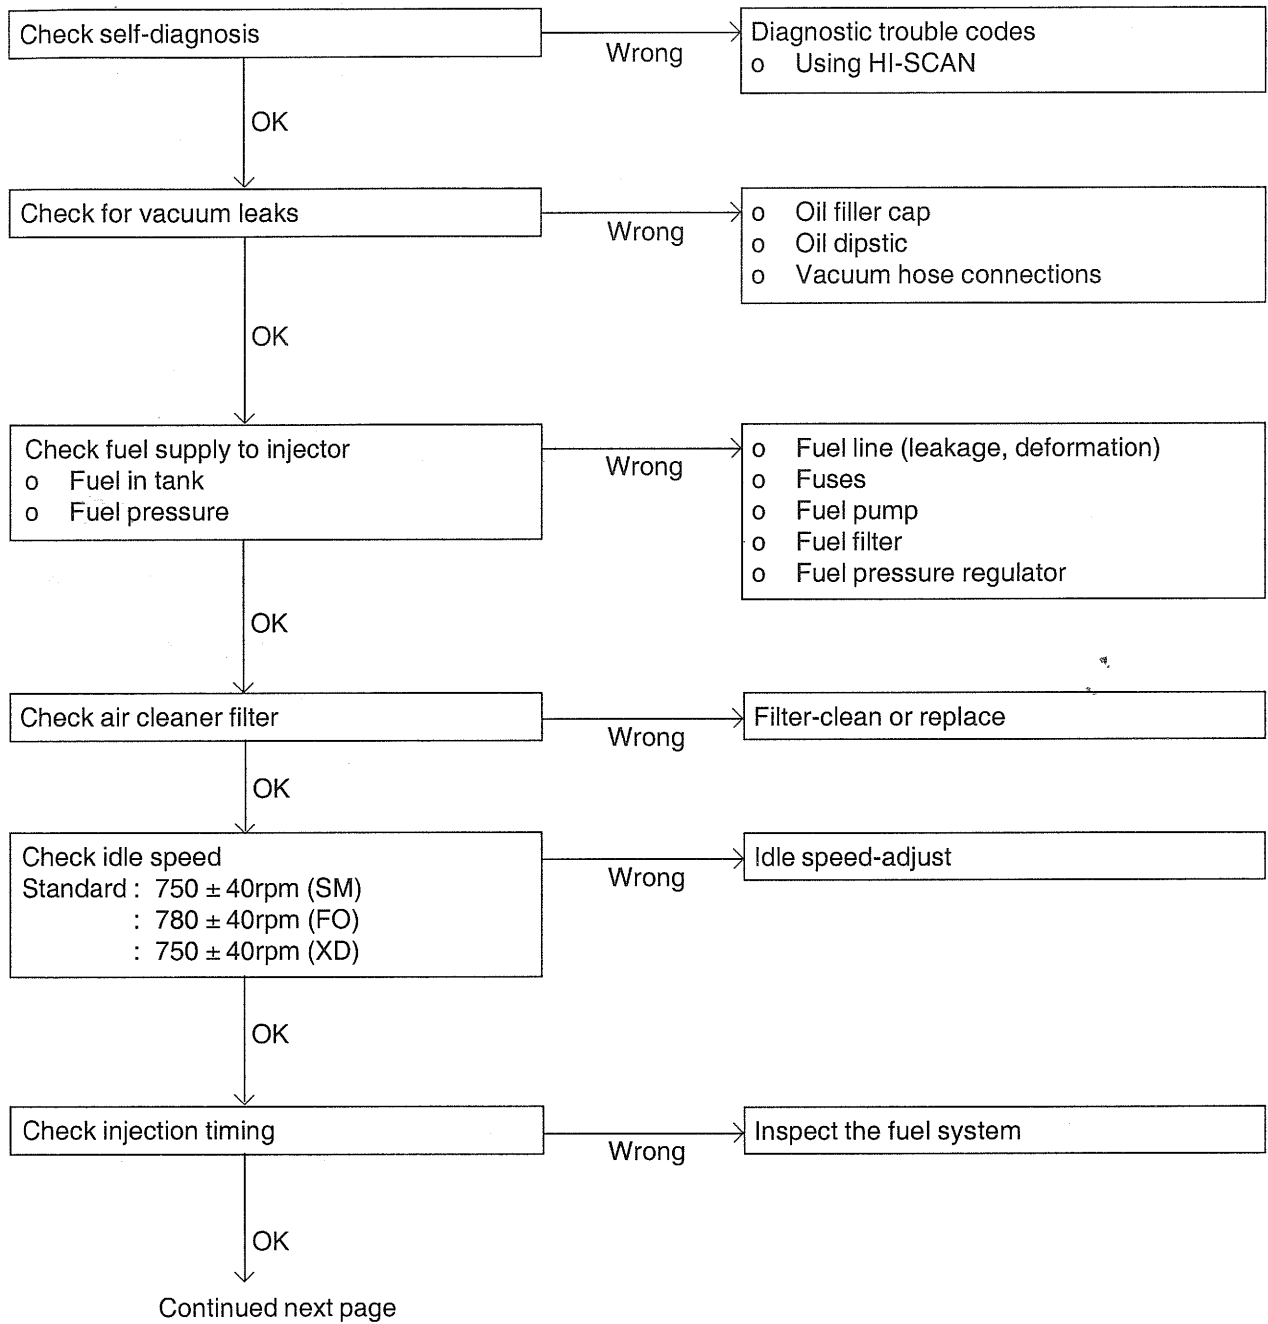 Check self-diagnosis
Wrong
Diagnostic trouble codes
o Using HI-SCAN
OK
Check for vacuum leaks
Wrong
o Oil filler cap
o Oil dipstic
o Vacuum hose connections
OK
Check fuel supply to injector
o Fuel in tank
o Fuel pressure
Wrong
o Fuel line (leakage, deformation)
o Fuses
o Fuel pump
o Fuel filter
o Fuel pressure regulator
OK
Check air cleaner filter
Wrong
Filter-clean or replace
OK
Check idle speed
Standard : 750 ± 40rpm (SM)
: 780 ± 40rpm (FO)
: 750 ± 40rpm (XD)
Wrong
Idle speed-adjust
OK
Check injection timing
Wrong
Inspect the fuel system
OK
Continued next page